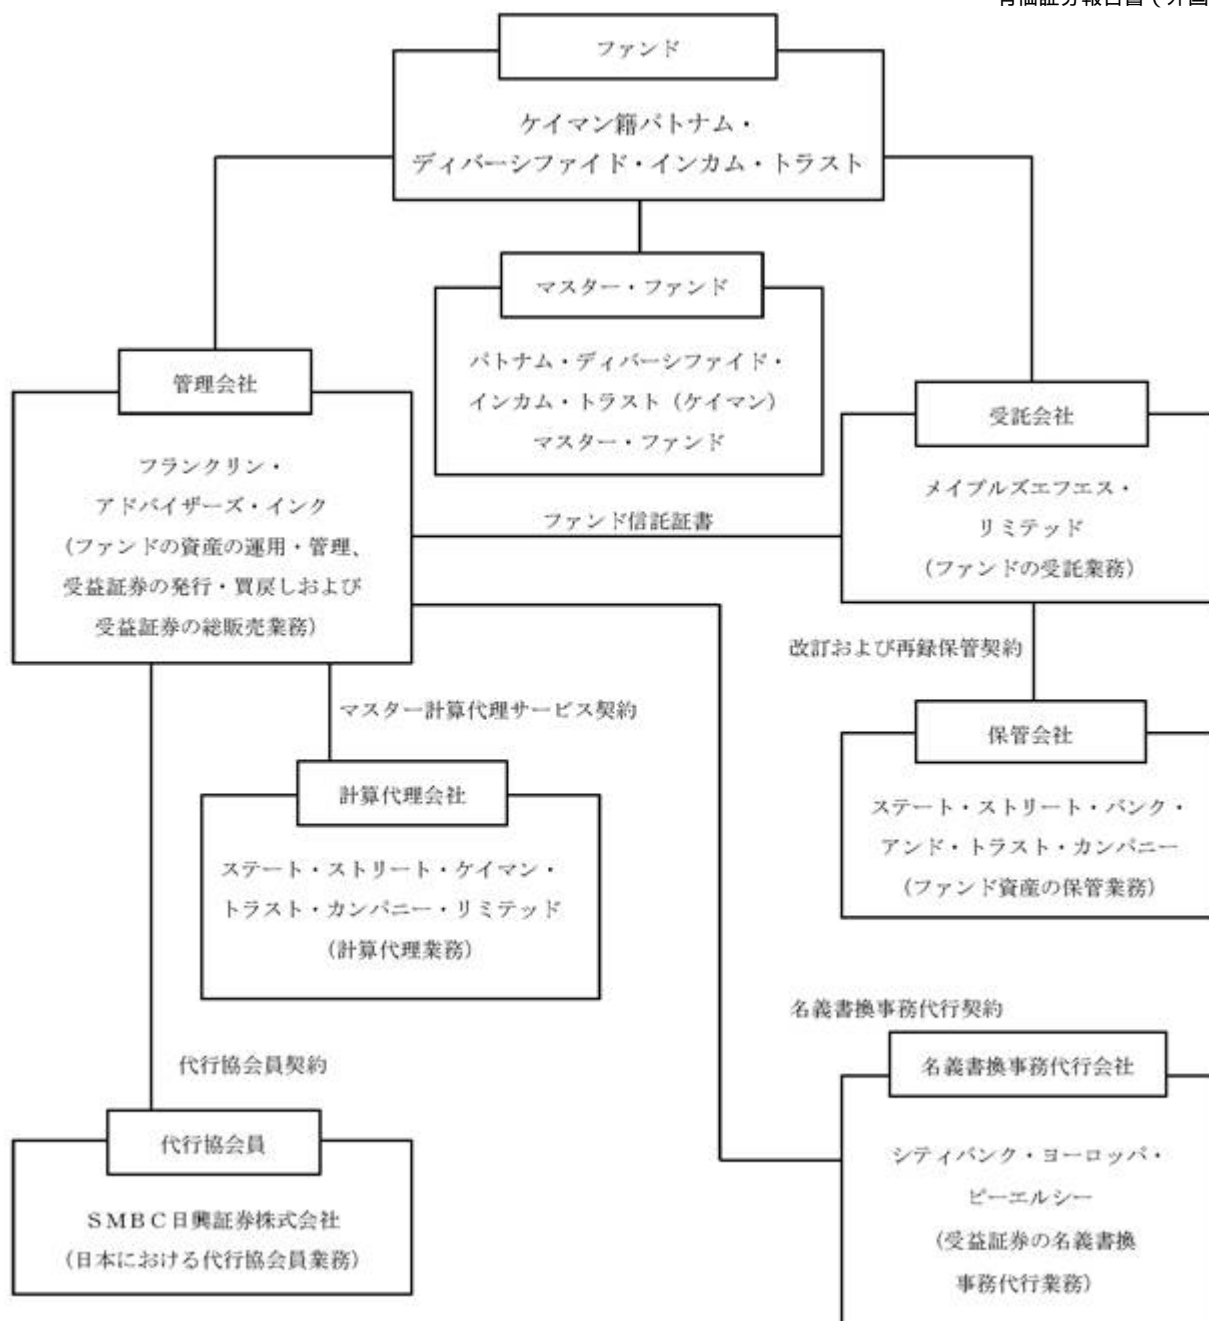 ファンド
ケイマン籍パトナム・
ディバーシファイド・インカム・トラスト
マスター・ファンド
パトナム・ディバーシファイド・
インカム・トラスト（ケイマン）
マスター・ファンド
管理会社
フランクリン・
アドバイザーズ・インク
（ファンドの資産の運用・管理、
受益証券の発行・買戻しおよび
受益証券の総販売業務）
ファンド信託証書
受託会社
メイプルズエフエス・
リミテッド
（ファンドの受託業務）
改訂および再録保管契約
マスター計算代理サービス契約
保管会社
ステート・ストリート・バンク・
アンド・トラスト・カンパニー
（ファンド資産の保管業務）
計算代理会社
ステート・ストリート・ケイマン・
トラスト・カンパニー・リミテッド
（計算代理業務）
名義書換事務代行契約
名義書換事務代行会社
シティバンク・ヨーロッパ・
ピーエルシー
（受益証券の名義書換
事務代行業務）
代行協会員契約
代行協会員
ＳＭＢＣ日興証券株式会社
（日本における代行協会員業務）